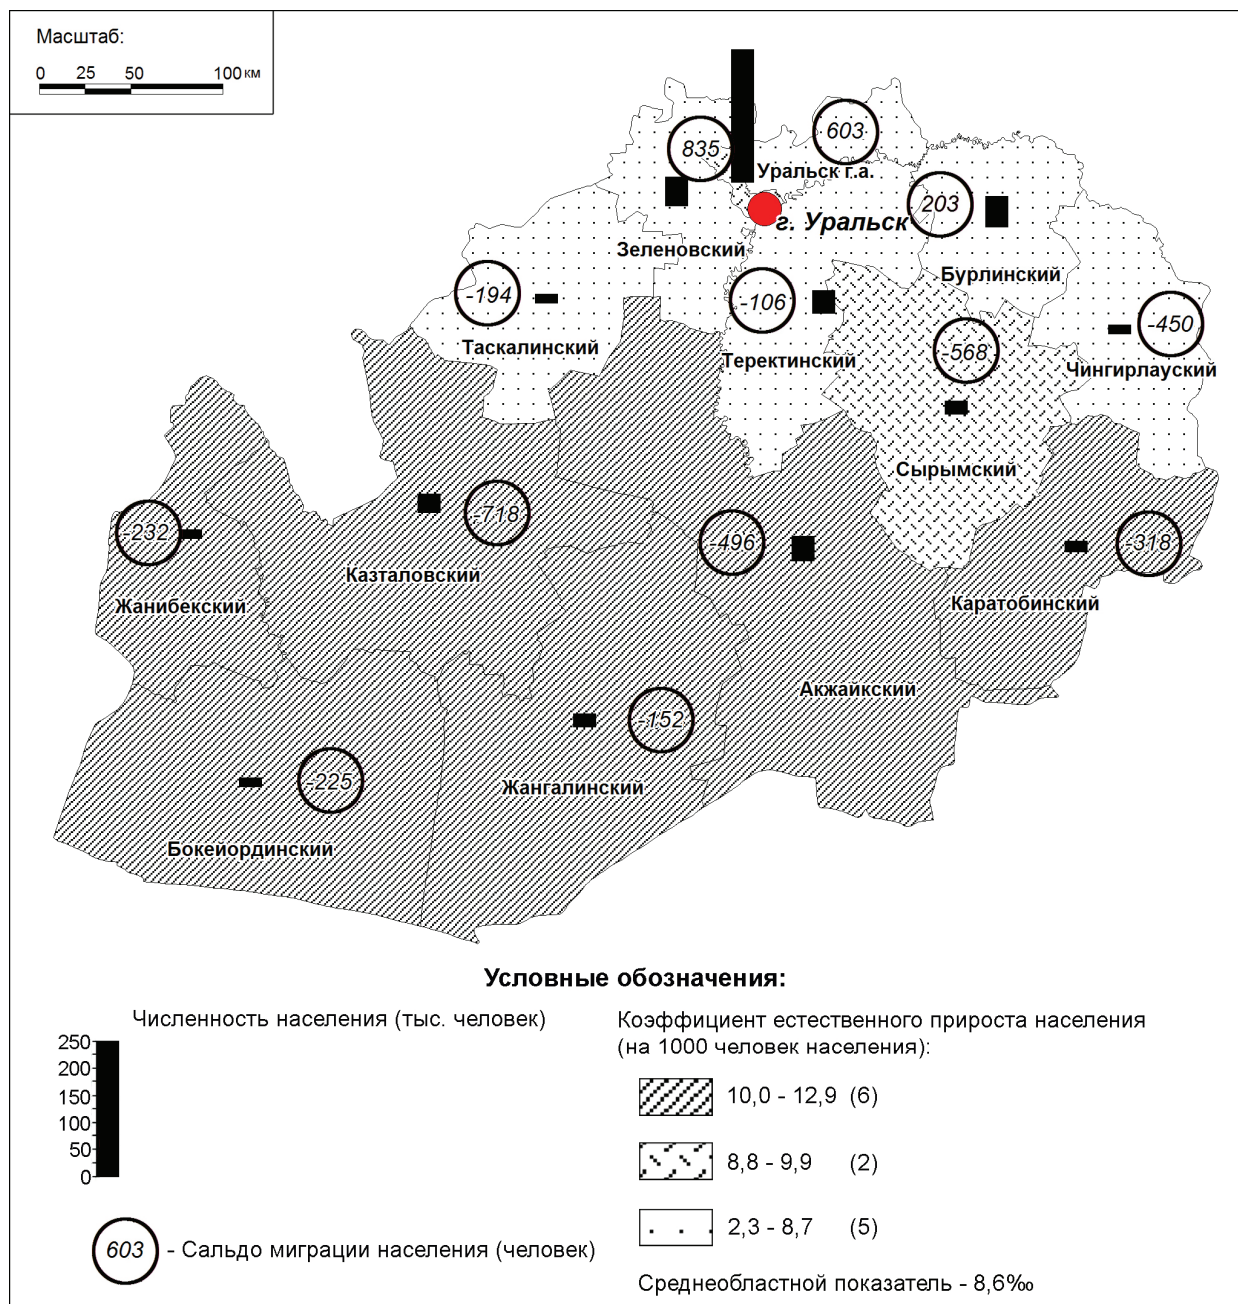 Масштаб:
0 25 50 100 км
835
603
Уральск г.а.
203
г. Уральск
Зеленовский
Бурлинский
-194
-106
-450
-568
Таскалинский
Теректинский
Чингирлауский
Сырымский
-718
-232
-496
-318
Казталовский
Жанибекский
Каратобинский
Акжайкский
-152
-225
Жангалинский
Бокейординский
Условные обозначения:
Численность населения (тыс. человек)
250
200
150
100
50
0
603 - Сальдо миграции населения (человек)
Коэффициент естественного прироста населения
(на 1000 человек населения):
10,0 - 12,9 (6)
8,8 - 9,9 (2)
2,3 - 8,7 (5)
Среднеобластной показатель - 8,6‰